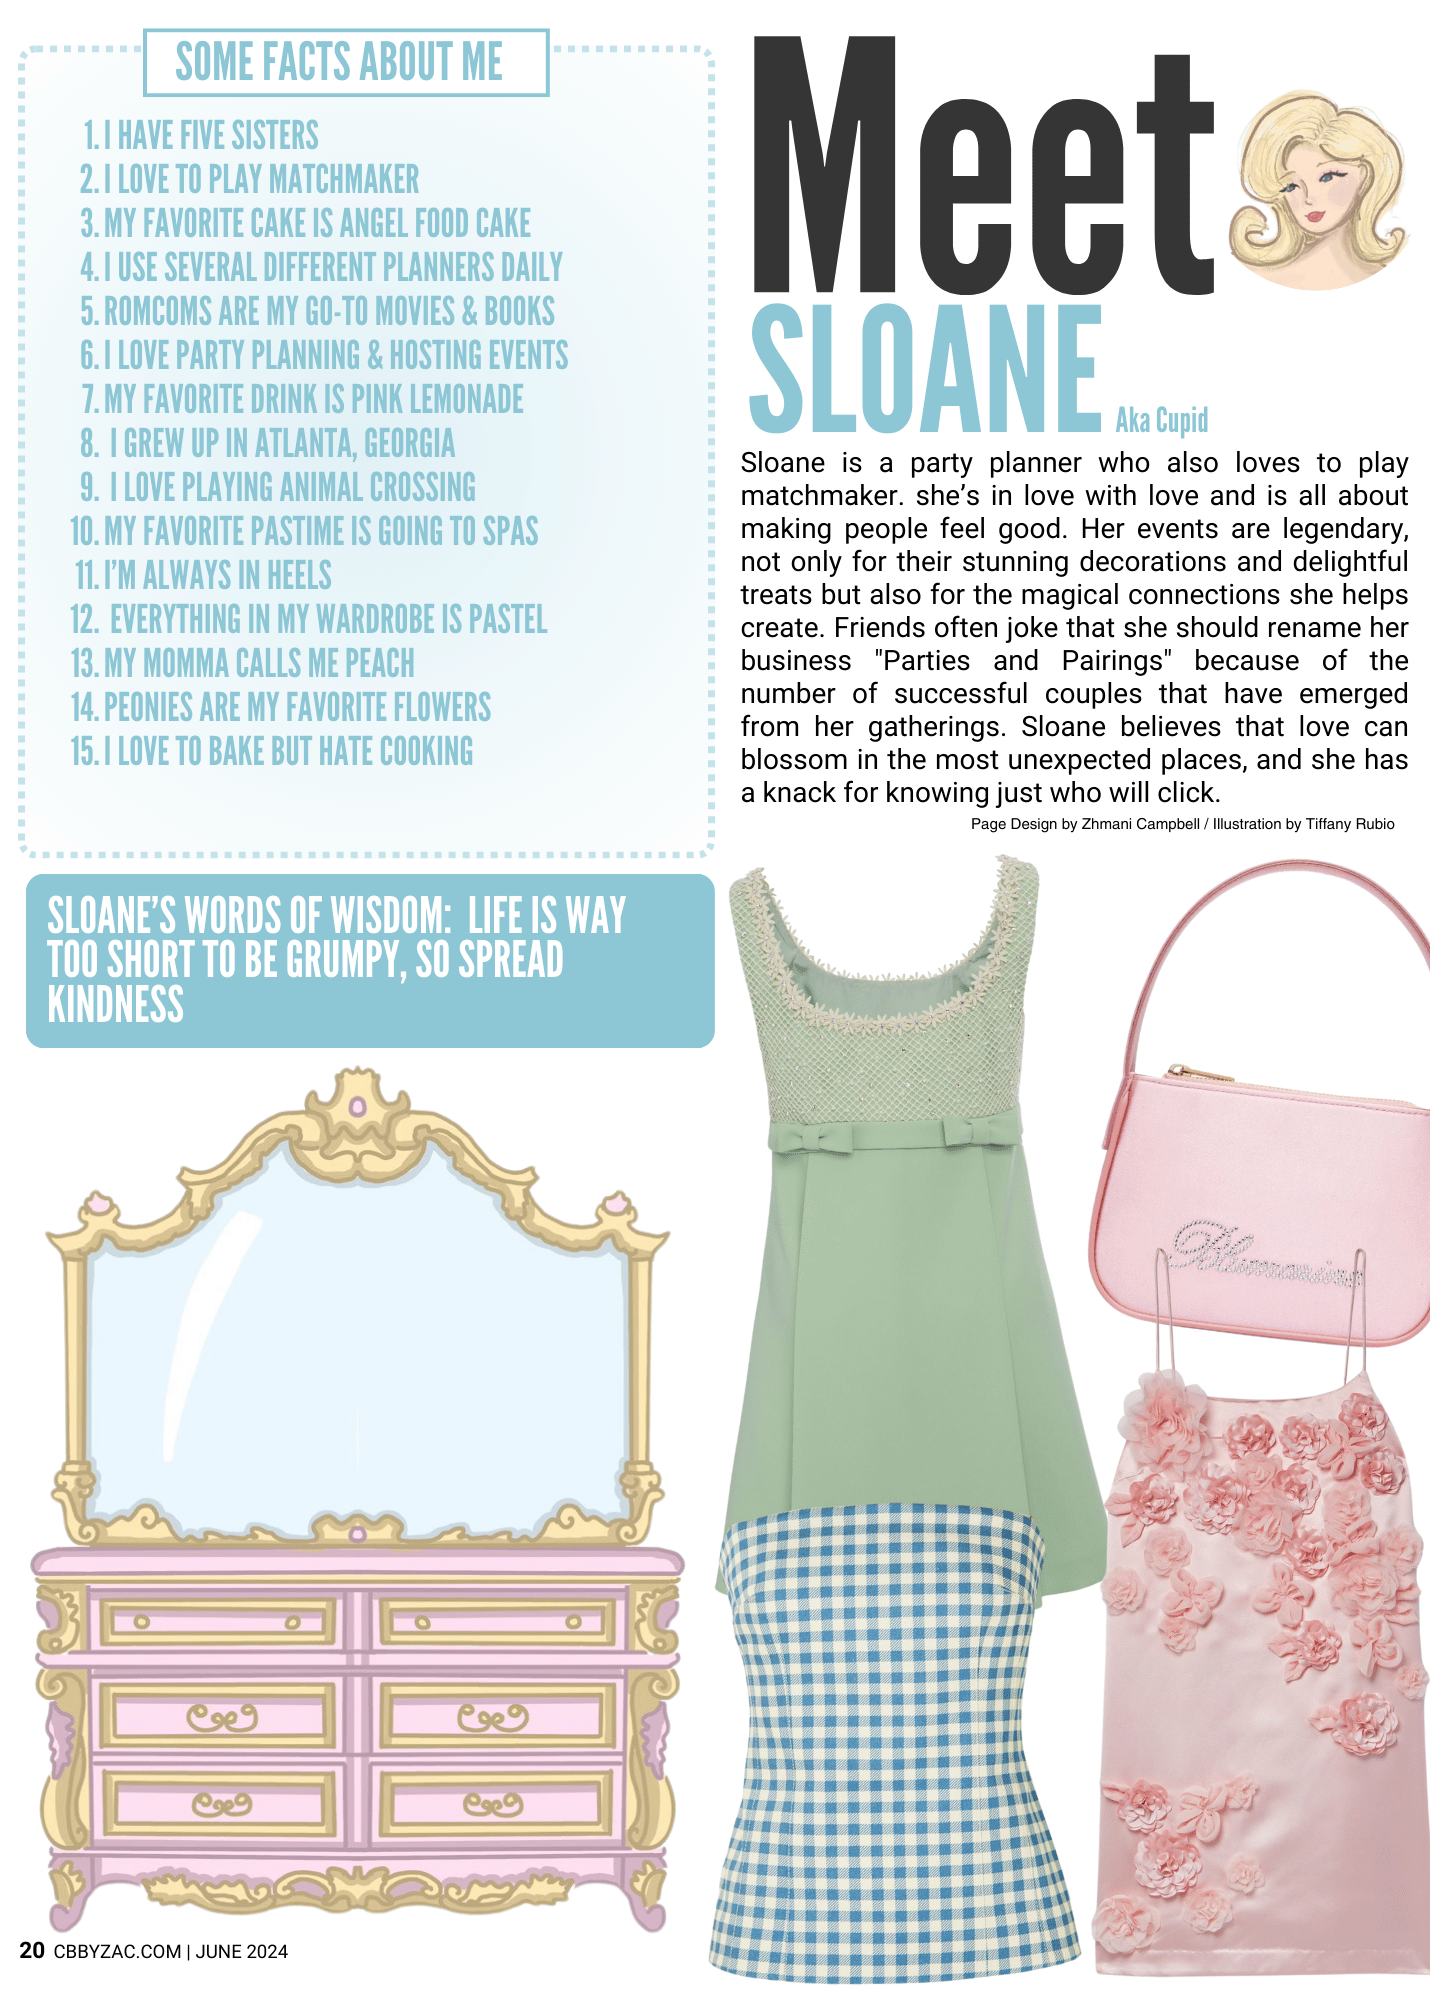 SOME FACTS ABOUT ME
1. I HAVE FIVE SISTERS
2. I LOVE TO PLAY MATCHMAKER
3. MY FAVORITE CAKE IS ANGEL FOOD CAKE
4. I USE SEVERAL DIFFERENT PLANNERS DAILY
5. ROMCOMS ARE MY GO-TO MOVIES & BOOKS
6. I LOVE PARTY PLANNING & HOSTING EVENTS
7. MY FAVORITE DRINK IS PINK LEMONADE
8. I GREW UP IN ATLANTA, GEORGIA
9. I LOVE PLAYING ANIMAL CROSSING
10. MY FAVORITE PASTIME IS GOING TO SPAS
11. I'M ALWAYS IN HEELS
12. EVERYTHING IN MY WARDROBE IS PASTEL
13. MY MOMMA CALLS ME PEACH
14. PEONIES ARE MY FAVORITE FLOWERS
15. I LOVE TO BAKE BUT HATE COOKING
SLOANE'S WORDS OF WISDOM: LIFE IS WAY
TOO SHORT TO BE GRUMPY, SO SPREAD
KINDNESS
Meet
SLOANE Aka Cupid
Sloane is a party planner who also loves to play
matchmaker. she's in love with love and is all about
making people feel good. Her events are legendary,
not only for their stunning decorations and delightful
treats but also for the magical connections she helps
create. Friends often joke that she should rename her
business "Parties and Pairings" because of the
number of successful couples that have emerged
from her gatherings. Sloane believes that love can
blossom in the most unexpected places, and she has
a knack for knowing just who will click.
Page Design by Zhmani Campbell / Illustration by Tiffany Rubio
Blumarine
20 CBBYZAC.COM | JUNE 2024